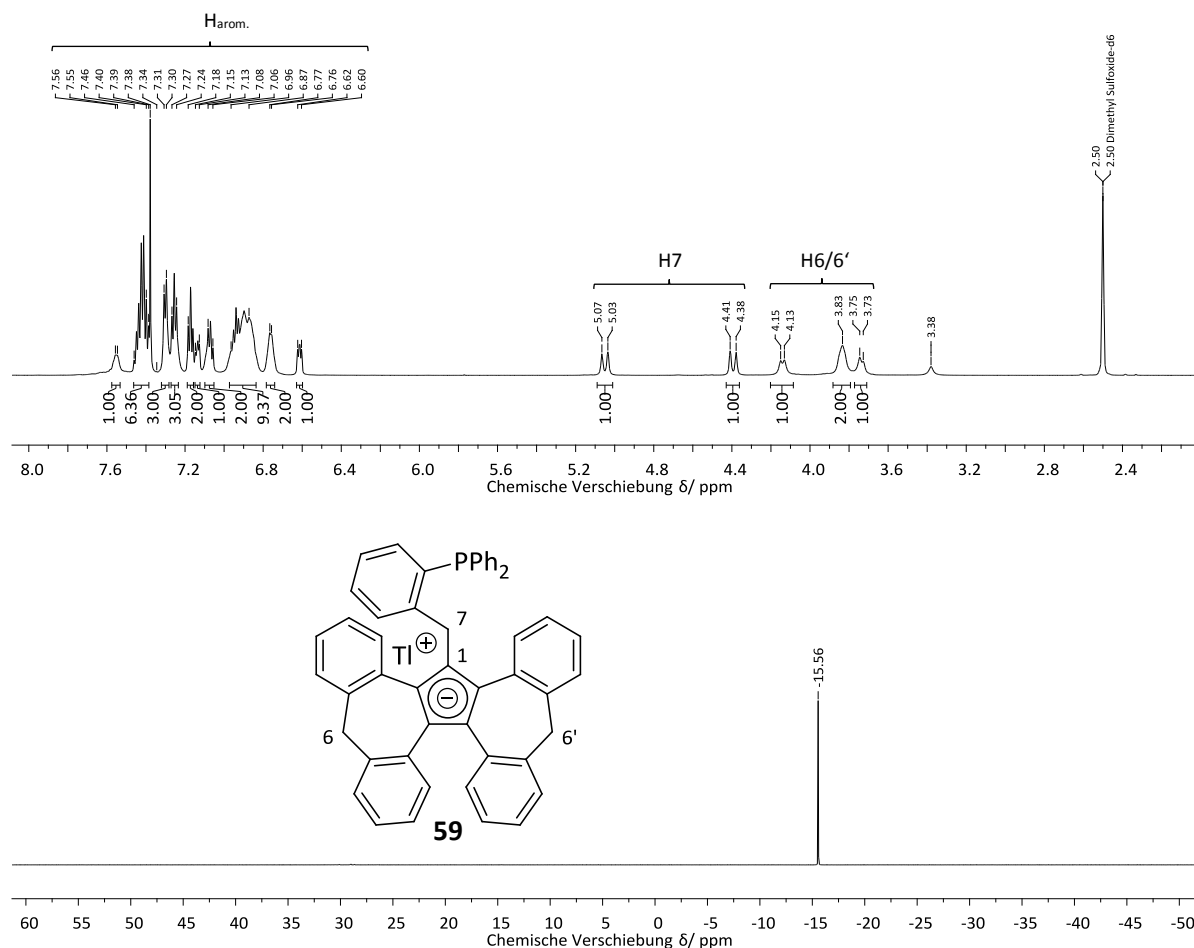 Harom.
7.56 7.55 7.46 7.40 7.39 7.38 7.34 7.31 7.30 7.27 7.24 7.18 7.15 7.13 7.08 7.06 6.96 6.87 6.77 6.76 6.62 6.60
2.50
2.50 Dimethyl Sulfoxide-d6
H7
H6/6‘
5.07 5.03 4.41 4.38 4.15 4.13 3.83 3.75 3.73 3.38
1.00 6.36 3.00 3.05 2.00 1.00 2.00 9.37 2.00 1.00 1.00 1.00 1.00 2.00 1.00
8.0 7.6 7.2 6.8 6.4 6.0 5.6 5.2 4.8 4.4 4.0 3.6 3.2 2.8 2.4
Chemische Verschiebung δ/ ppm
PPh2
7
Tl +
1
−
6
6'
59
-15.56
60 55 50 45 40 35 30 25 20 15 10 5 0 -5 -10 -15 -20 -25 -30 -35 -40 -45 -50
Chemische Verschiebung δ/ ppm